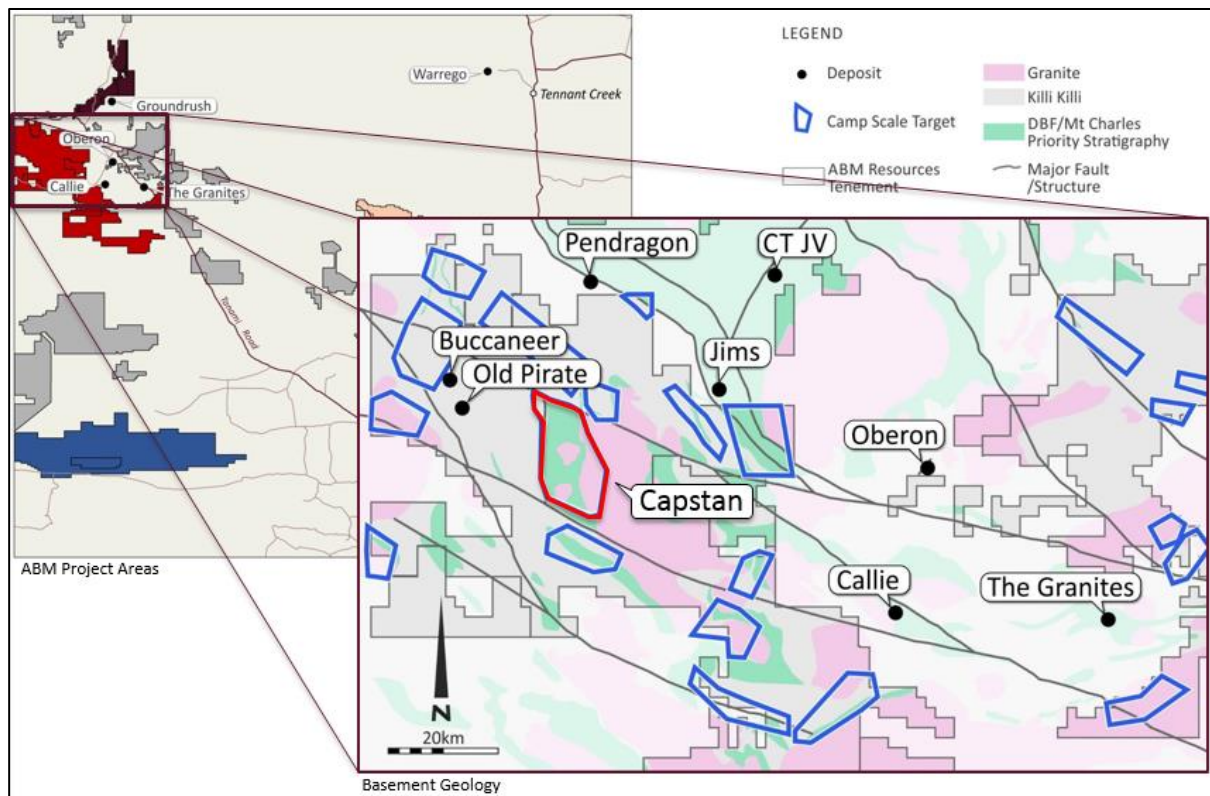 LEGEND
Deposit
Camp Scale Target
ABM Resources
Tenement
Granite
Killi Killi
DBF/Mt Charles
Priority Stratigraphy
Major Fault
/Structure
Warrego
Tennant Creek
Groundrush
Oberon
Callie
The Granites
Tanami Road
Pendragon
CT JV
Buccaneer
Old Pirate
Jims
Oberon
Capstan
Callie
The Granites
N
20km
ABM Project Areas
Basement Geology